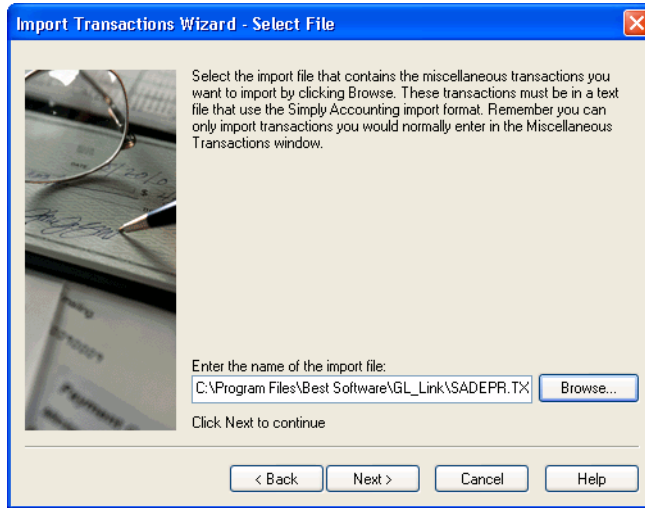 Import Transactions Wizard - Select File
Select the import file that contains the miscellaneous transactions you
want to import by clicking Browse. These transactions must be in a text
file that use the Simply Accounting import format. Remember you can
only import transactions you would normally enter in the Miscellaneous
Transactions window.
Enter the name of the import file:
C:\Program Files\Best Software\GL_Link\SADEPR.TX
Browse...
Click Next to continue
< Back
Next >
Cancel
Help